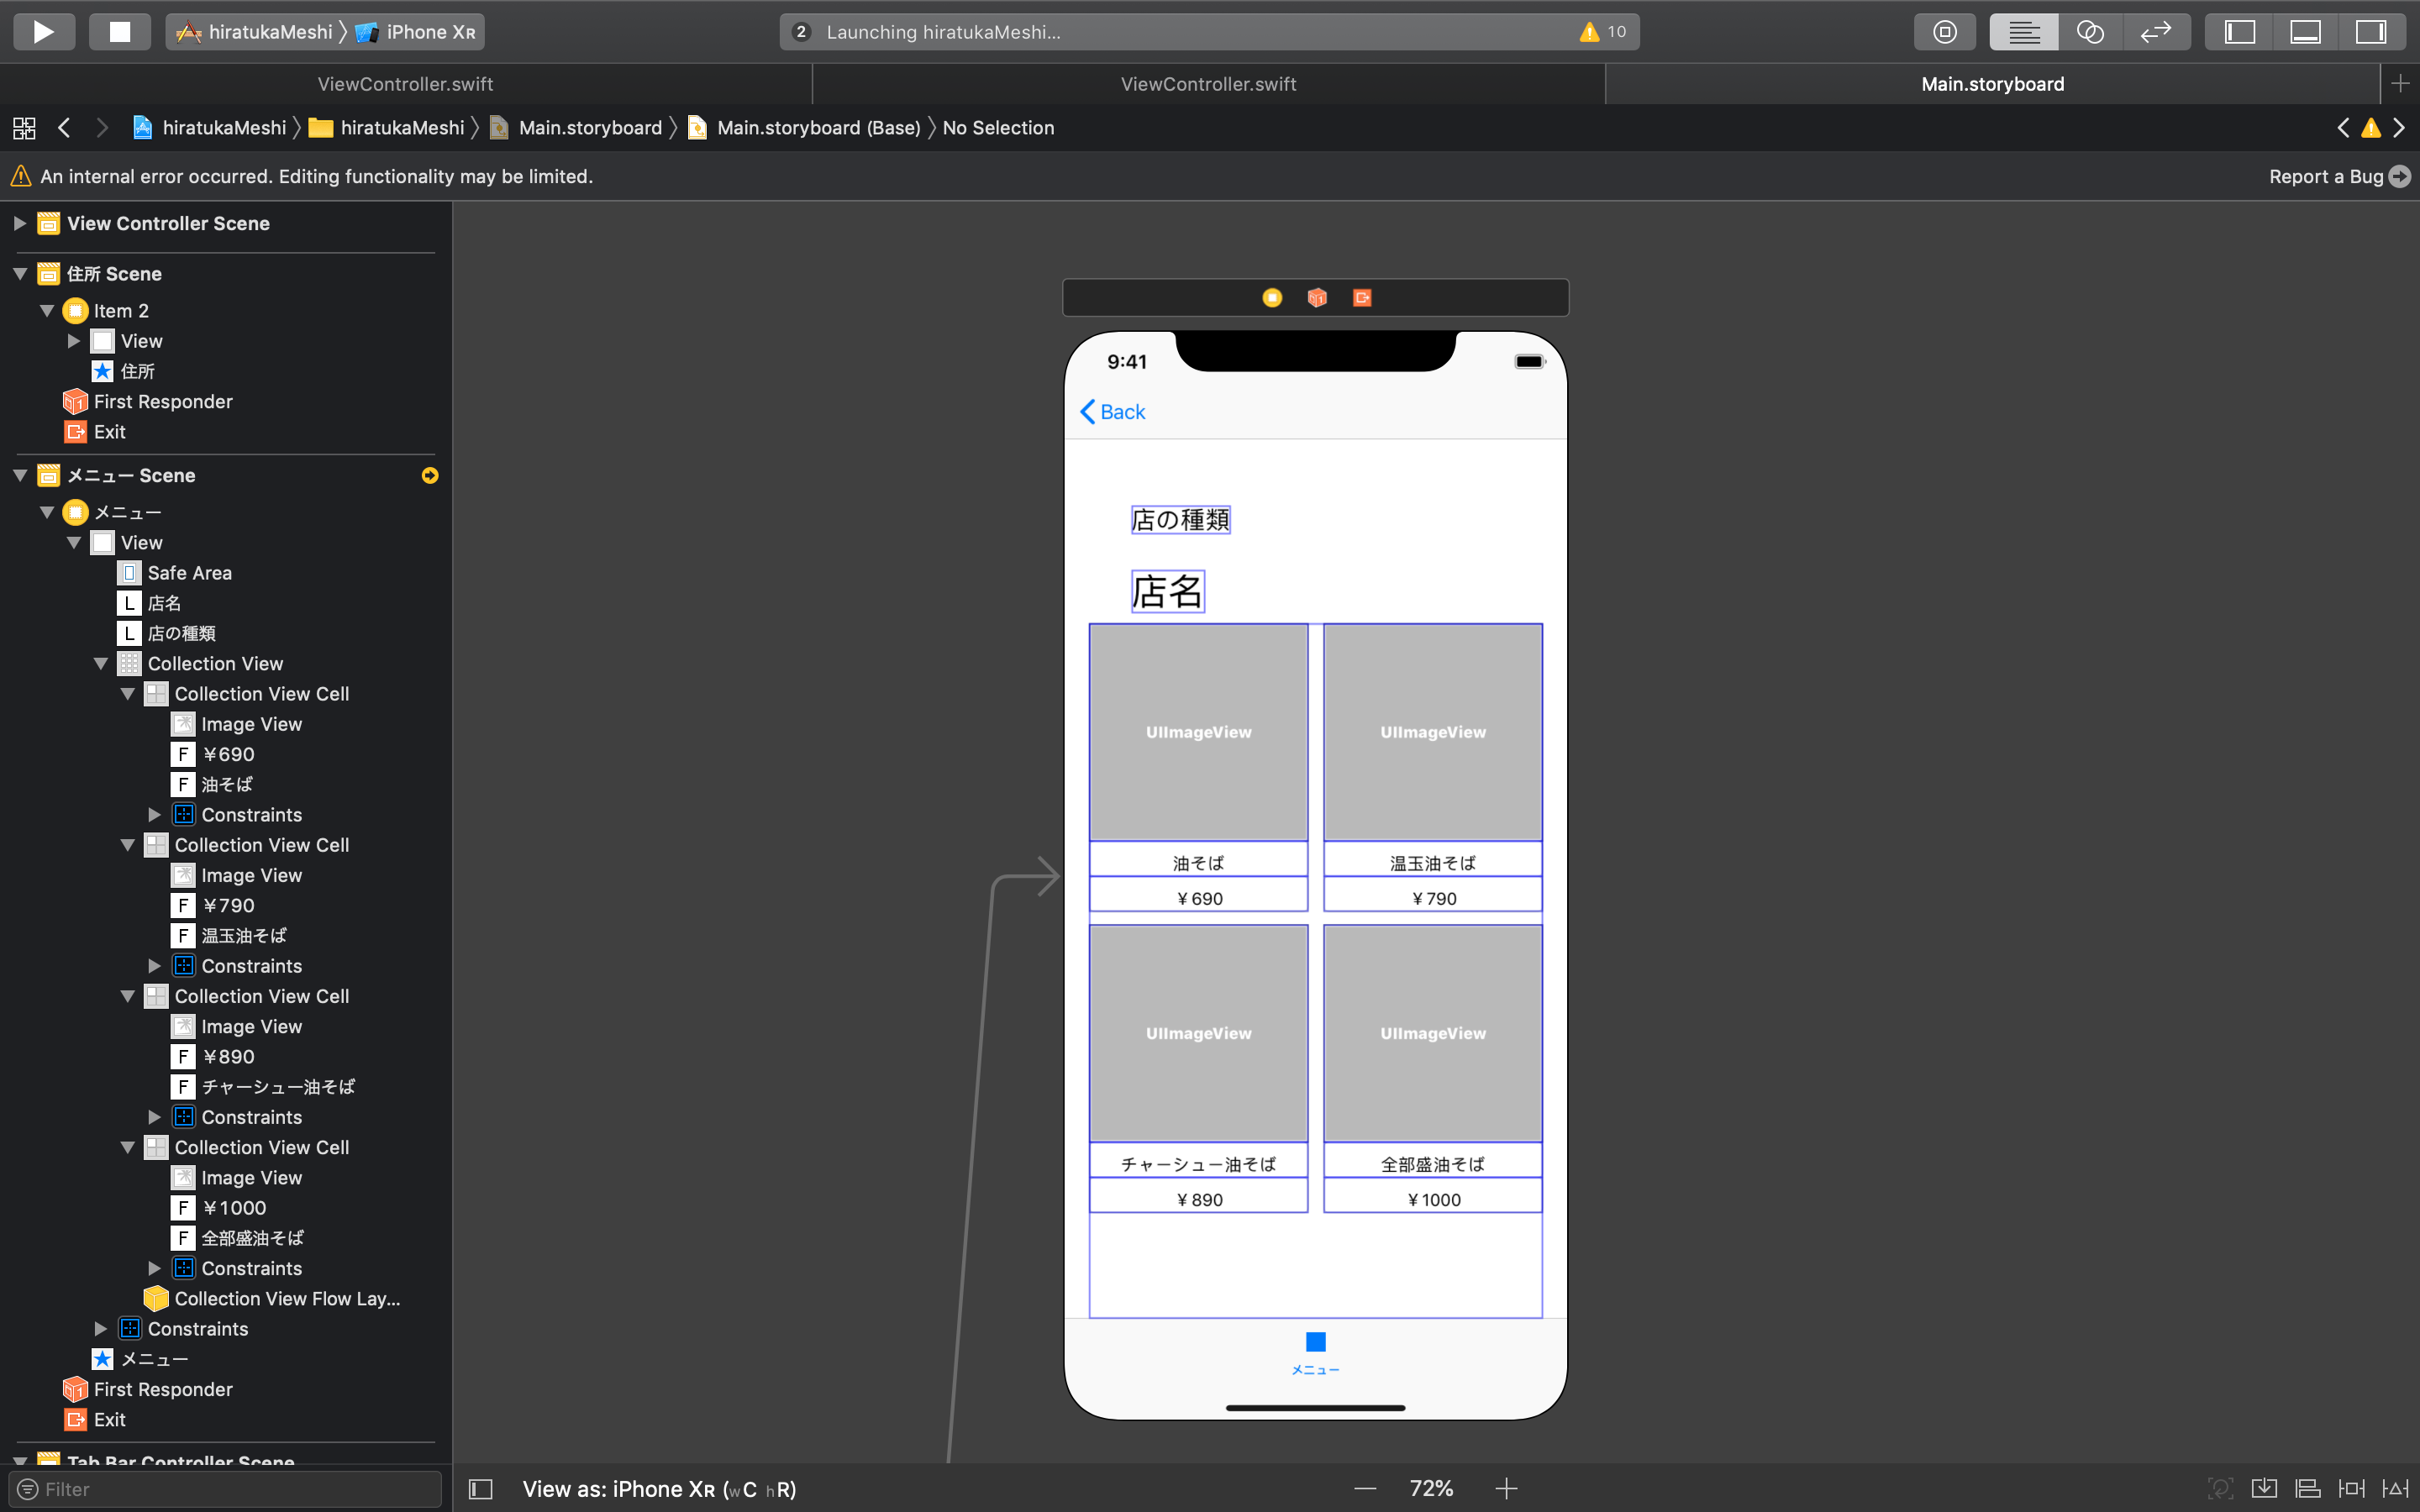 hiratukaMeshi 〉 iPhone XR
2 Launching hiratukaMeshi... 10
ViewController.swift
ViewController.swift
Main.storyboard
hiratukaMeshi 〉 hiratukaMeshi 〉 Main.storyboard 〉 Main.storyboard (Base) 〉 No Selection
An internal error occurred. Editing functionality may be limited.
Report a Bug
View Controller Scene
住所 Scene
Item 2
View
住所
First Responder
Exit
メニュー Scene
メニュー
View
Safe Area
L 店名
L 店の種類
Collection View
Collection View Cell
Image View
F ¥690
F 油そば
Constraints
Collection View Cell
Image View
F ¥790
F 温玉油そば
Constraints
Collection View Cell
Image View
F ¥890
F チャーシュー油そば
Constraints
Collection View Cell
Image View
F ¥1000
F 全部盛油そば
Constraints
Collection View Flow Lay...
Constraints
メニュー
First Responder
Exit
Tab Bar Controller Scene
Filter
9:41
Back
店の種類
店名
UIImageView
UIImageView
油そば
温玉油そば
¥690
¥790
UIImageView
UIImageView
チャーシュー油そば
全部盛油そば
¥890
¥1000
メニュー
View as: iPhone XR (wC hR)
72%